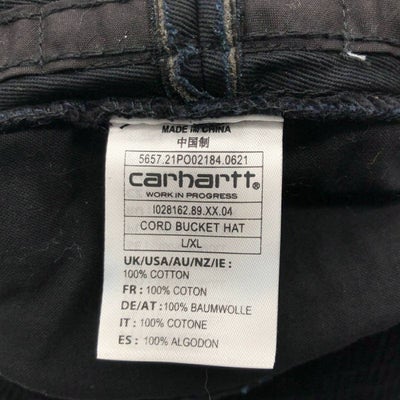 MADE IN CHINA
中国制
5657.21PO02184.0621
carhartt®
WORK IN PROGRESS
I028162.89.XX.04
CORD BUCKET HAT
L/XL
UK/USA/AU/NZ/IE :
100% COTTON
FR : 100% COTON
DE/AT : 100% BAUMWOLLE
IT : 100% COTONE
ES : 100% ALGODON